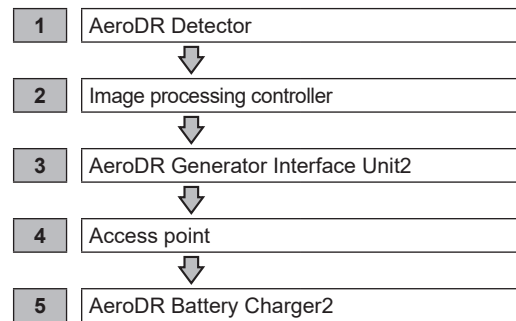 1 AeroDR Detector
2 Image processing controller
3 AeroDR Generator Interface Unit2
4 Access point
5 AeroDR Battery Charger2